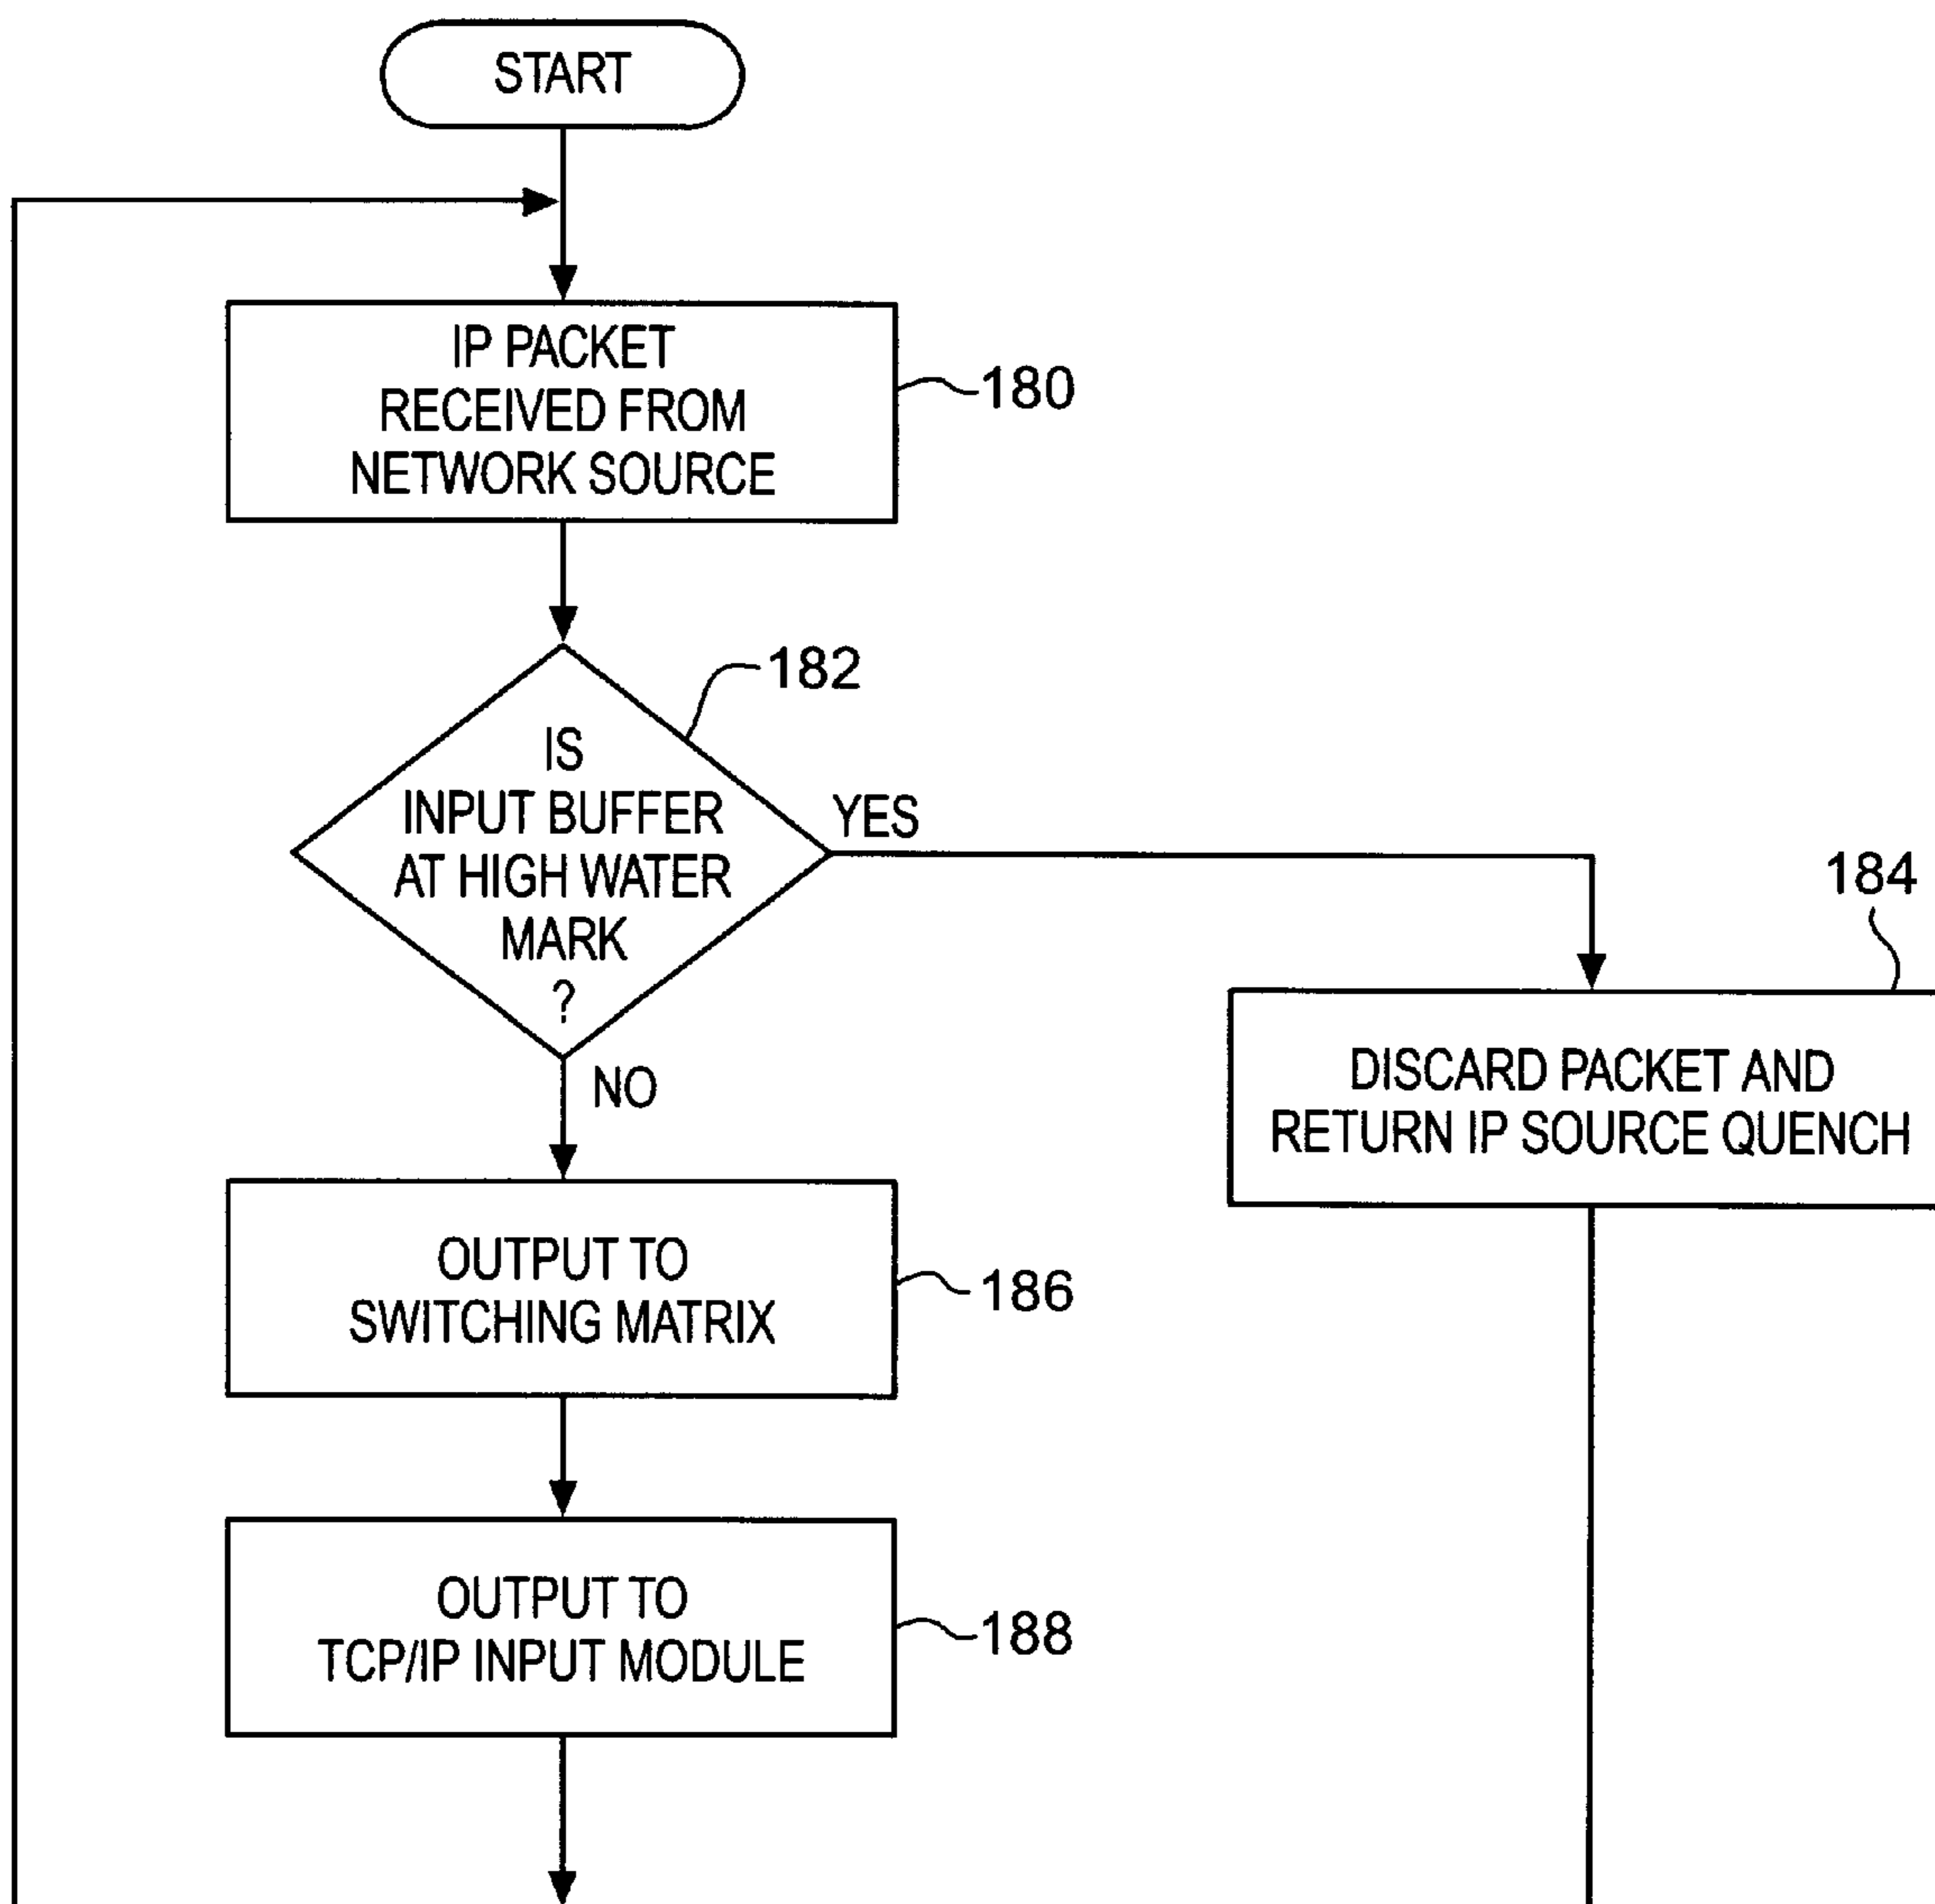 START
IP PACKET
RECEIVED FROM
NETWORK SOURCE
180
182
IS
INPUT BUFFER
AT HIGH WATER
MARK
?
YES
NO
184
DISCARD PACKET AND
RETURN IP SOURCE QUENCH
OUTPUT TO
SWITCHING MATRIX
186
OUTPUT TO
TCP/IP INPUT MODULE
188